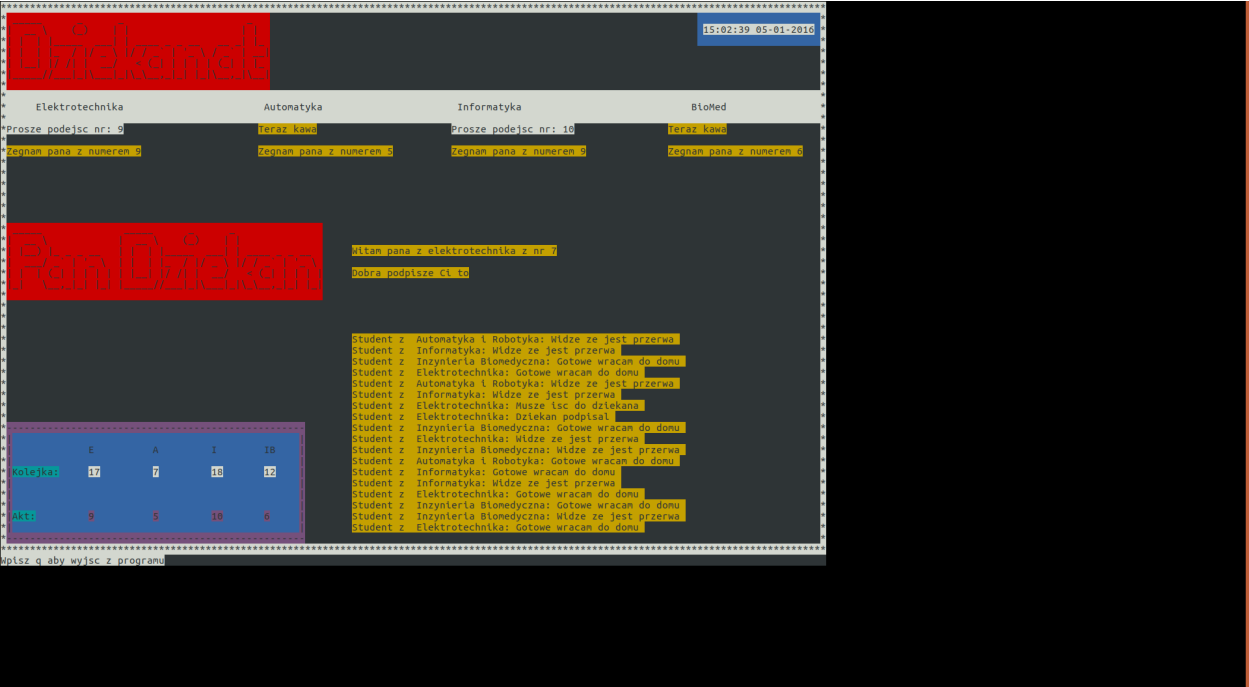 Dziekanat
15:02:39 05-01-2016
Elektrotechnika Automatyka Informatyka BioMed
Prosze podejsc nr: 9 Teraz kawa Prosze podejsc nr: 10 Teraz kawa
Zegnam pana z numerem 9 Zegnam pana z numerem 5 Zegnam pana z numerem 9 Zegnam pana z numerem 6
Pan Dziekan
Witam pana z elektrotechnika z nr 7
Dobra podpisze Ci to
Student z Automatyka i Robotyka: Widze ze jest przerwa
Student z Informatyka: Widze ze jest przerwa
Student z Inzynieria Biomedyczna: Gotowe wracam do domu
Student z Elektrotechnika: Gotowe wracam do domu
Student z Automatyka i Robotyka: Widze ze jest przerwa
Student z Informatyka: Widze ze jest przerwa
Student z Elektrotechnika: Musze isc do dziekana
Student z Elektrotechnika: Dziekan podpisal
Student z Inzynieria Biomedyczna: Gotowe wracam do domu
Student z Elektrotechnika: Widze ze jest przerwa
Student z Inzynieria Biomedyczna: Widze ze jest przerwa
Student z Automatyka i Robotyka: Gotowe wracam do domu
Student z Informatyka: Gotowe wracam do domu
Student z Informatyka: Widze ze jest przerwa
Student z Elektrotechnika: Gotowe wracam do domu
Student z Inzynieria Biomedyczna: Gotowe wracam do domu
Student z Inzynieria Biomedyczna: Widze ze jest przerwa
Student z Elektrotechnika: Gotowe wracam do domu
E A I IB
Kolejka: 17 7 18 12
Akt: 9 5 10 6
Wpisz q aby wyjsc z programu